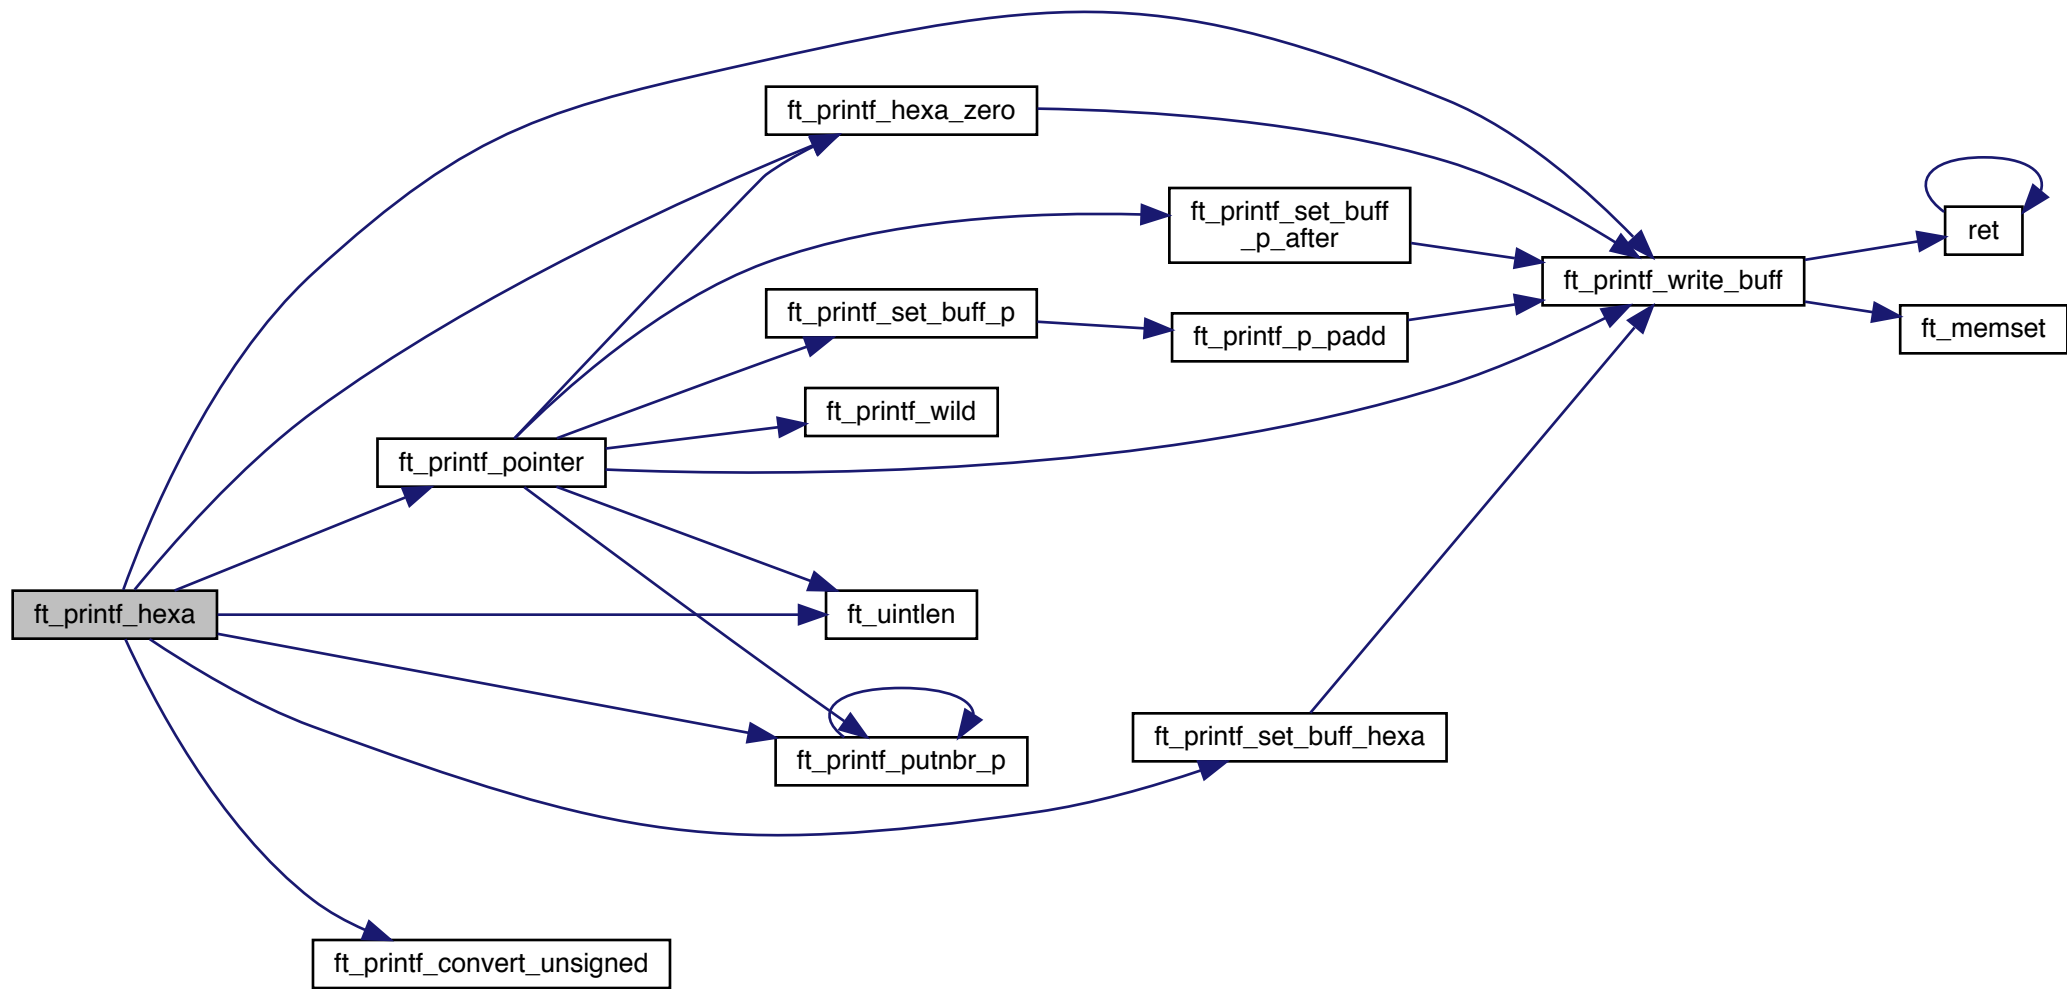 ft_printf_hexa_zero
ft_printf_set_buff
_p_after
ret
ft_printf_write_buff
ft_printf_set_buff_p
ft_printf_p_padd
ft_memset
ft_printf_wild
ft_printf_pointer
ft_printf_hexa
ft_uintlen
ft_printf_set_buff_hexa
ft_printf_putnbr_p
ft_printf_convert_unsigned